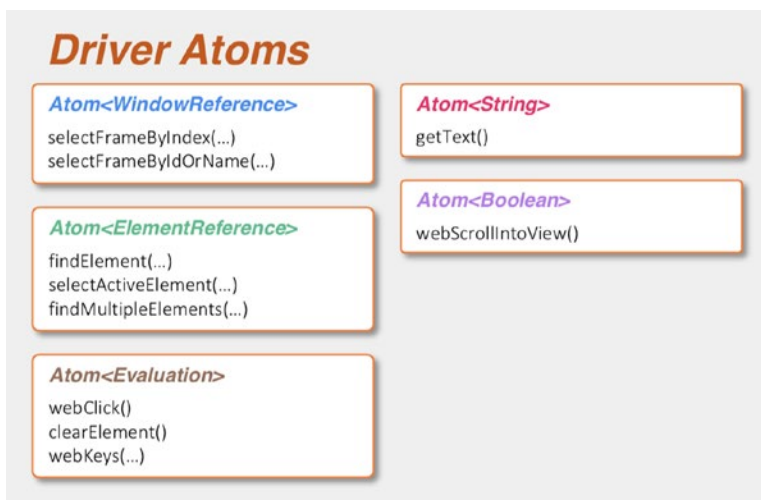 Driver Atoms
Atom<WindowReference>
selectFrameByIndex(...)
selectFrameByIdOrName(...)
Atom<ElementReference>
findElement(...)
selectActiveElement(...)
findMultipleElements(...)
Atom<Evaluation>
webClick()
clearElement()
webKeys(...)
Atom<String>
getText()
Atom<Boolean>
webScrollIntoView()